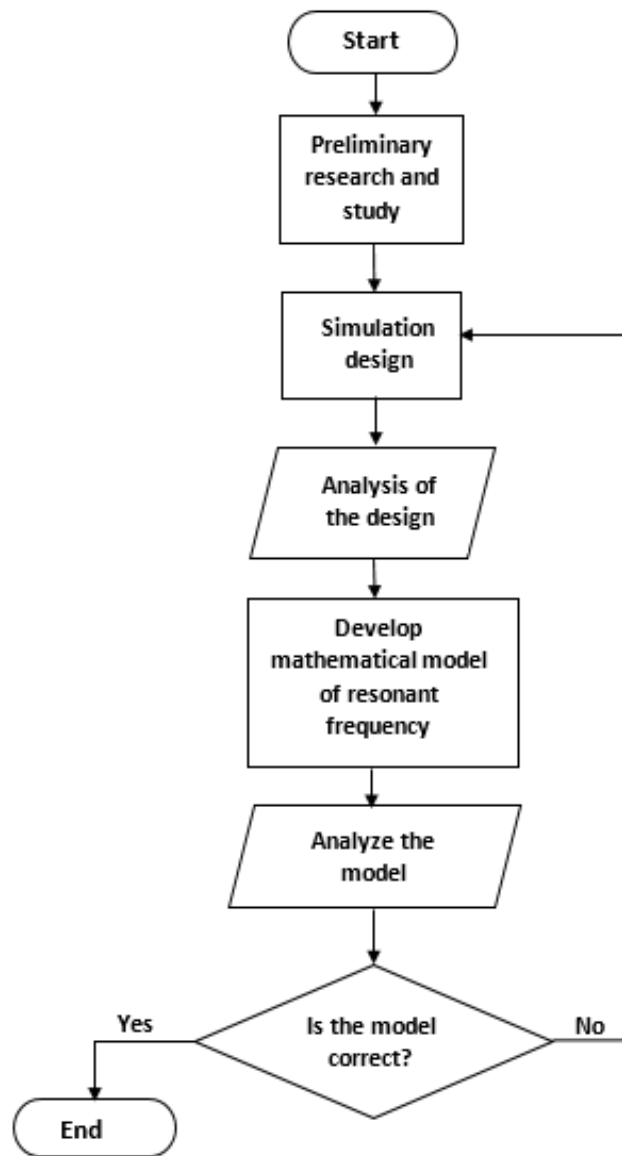 Start
Preliminary
research and
study
Simulation
design
Analysis of
the design
Develop
mathematical model
of resonant
frequency
Analyze the
model
Is the model
correct?
Yes
No
End